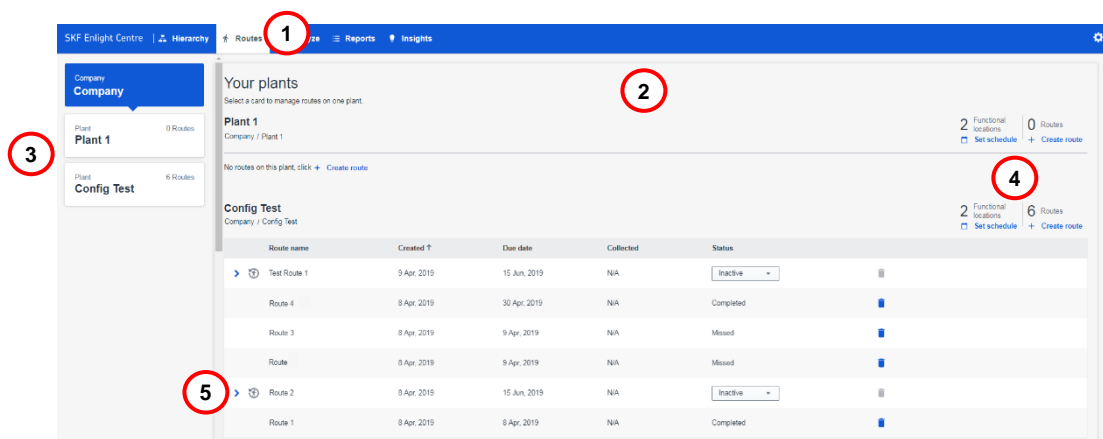 SKF Enlight Centre | Hierarchy Routes 1 ze Reports Insights
Company
Company
Plant 0 Routes
Plant 1
3
Plant 6 Routes
Config Test
Your plants
2
Select a card to manage routes on one plant.
Plant 1
Company / Plant 1
2 Functional locations 0 Routes
Set schedule + Create route
No routes on this plant, click + Create route
4
Config Test
Company / Config Test
2 Functional locations 6 Routes
Set schedule + Create route
Route name Created ↑ Due date Collected Status
Test Route 1 9 Apr, 2019 15 Jun, 2019 N/A Inactive
Route 4 8 Apr, 2019 30 Apr, 2019 N/A Completed
Route 3 8 Apr, 2019 9 Apr, 2019 N/A Missed
Route 8 Apr, 2019 9 Apr, 2019 N/A Missed
5 Route 2 8 Apr, 2019 15 Jun, 2019 N/A Inactive
Route 1 8 Apr, 2019 8 Apr, 2019 N/A Completed